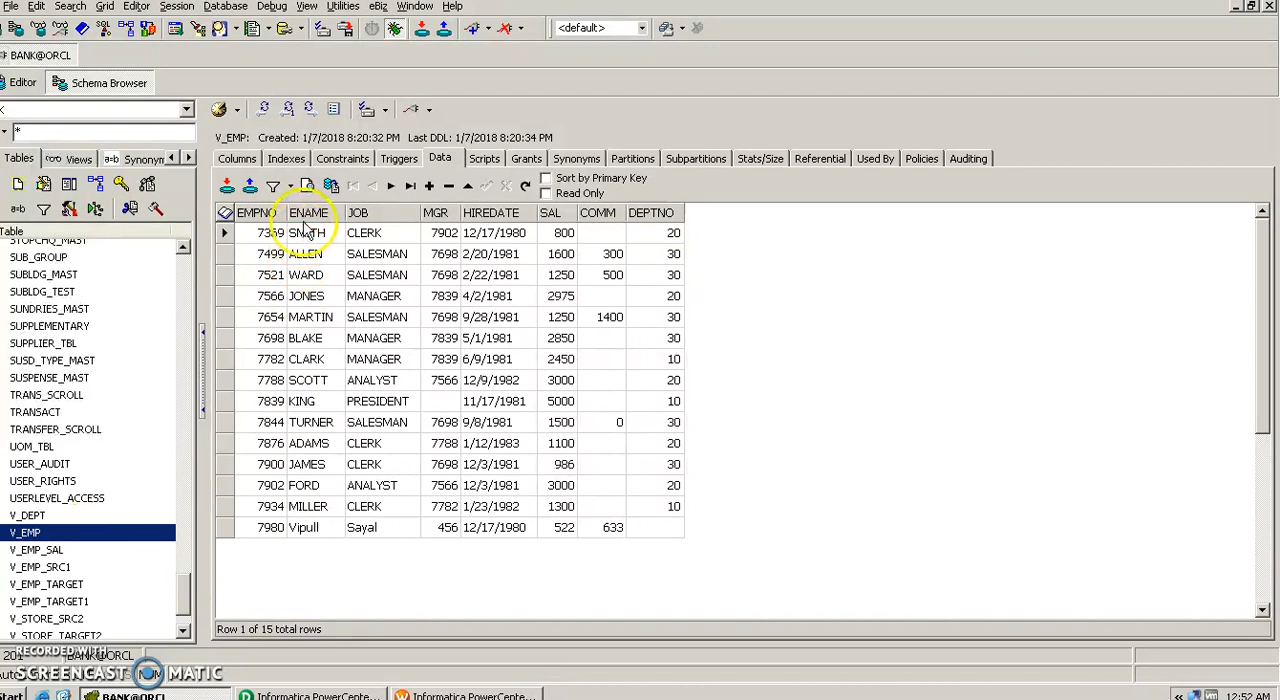 File Edit Search Grid Editor Session Database Debug View Utilities eBiz Window Help
<default>
BANK@ORCL
Editor Schema Browser
*
V_EMP: Created: 1/7/2018 8:20:32 PM Last DDL: 1/7/2018 8:20:34 PM
Tables Views Synonym
Columns Indexes Constraints Triggers Data Scripts Grants Synonyms Partitions Subpartitions Stats/Size Referential Used By Policies Auditing
Sort by Primary Key
Read Only
EMPNO ENAME JOB MGR HIREDATE SAL COMM DEPTNO
7369 SMITH CLERK 7902 12/17/1980 800 20
7499 ALLEN SALESMAN 7698 2/20/1981 1600 300 30
7521 WARD SALESMAN 7698 2/22/1981 1250 500 30
7566 JONES MANAGER 7839 4/2/1981 2975 20
7654 MARTIN SALESMAN 7698 9/28/1981 1250 1400 30
7698 BLAKE MANAGER 7839 5/1/1981 2850 30
7782 CLARK MANAGER 7839 6/9/1981 2450 10
7788 SCOTT ANALYST 7566 12/9/1982 3000 20
7839 KING PRESIDENT 11/17/1981 5000 10
7844 TURNER SALESMAN 7698 9/8/1981 1500 0 30
7876 ADAMS CLERK 7788 1/12/1983 1100 20
7900 JAMES CLERK 7698 12/3/1981 986 30
7902 FORD ANALYST 7566 12/3/1981 3000 20
7934 MILLER CLERK 7782 1/23/1982 1300 10
7980 Vipull Sayal 456 12/17/1980 522 633
Table
STOPCHQ_MAST
SUB_GROUP
SUBLDG_MAST
SUBLDG_TEST
SUNDRIES_MAST
SUPPLEMENTARY
SUPPLIER_TBL
SUSD_TYPE_MAST
SUSPENSE_MAST
TRANS_SCROLL
TRANSACT
TRANSFER_SCROLL
UOM_TBL
USER_AUDIT
USER_RIGHTS
USERLEVEL_ACCESS
V_DEPT
V_EMP
V_EMP_SAL
V_EMP_SRC1
V_EMP_TARGET
V_EMP_TARGET1
V_STORE_SRC2
V_STORE_TARGET2
Row 1 of 15 total rows
RECORDED WITH
SCREENCAST MATIC
201 BANK@ORCL
NUM
Start BANK@ORCL Informatica PowerCente... Informatica PowerCente... 12:52 AM